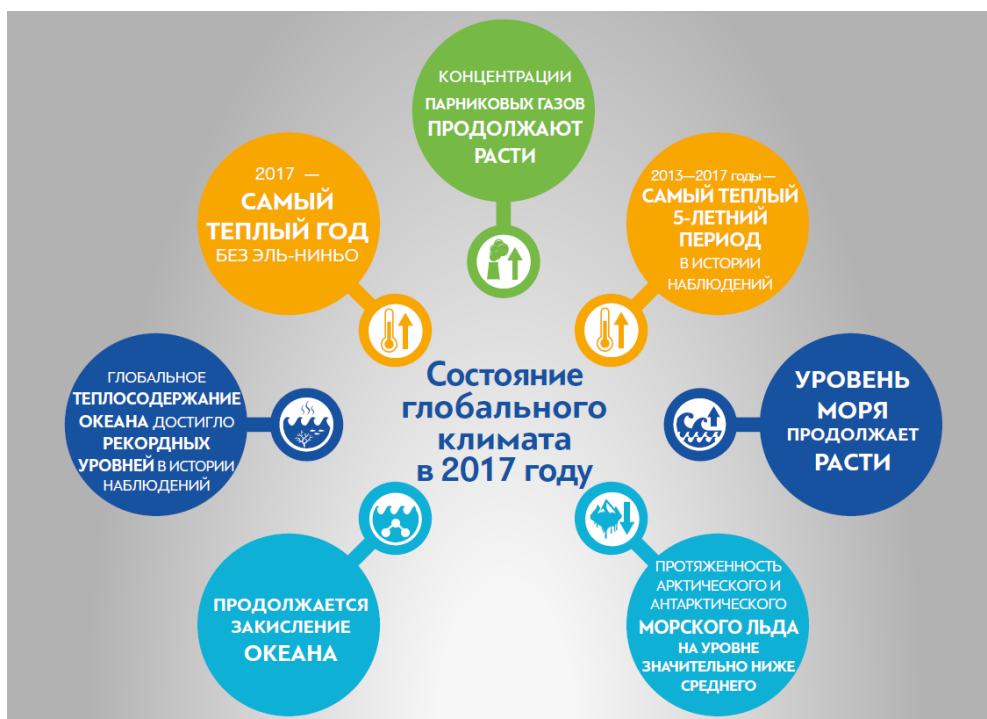 КОНЦЕНТРАЦИИ
ПАРНИКОВЫХ ГАЗОВ
ПРОДОЛЖАЮТ
РАСТИ
2017 —
САМЫЙ
ТЕПЛЫЙ ГОД
БЕЗ ЭЛЬ-НИНЬО
2013—2017 годы —
САМЫЙ ТЕПЛЫЙ
5-ЛЕТНИЙ
ПЕРИОД
В ИСТОРИИ
НАБЛЮДЕНИЙ
ГЛОБАЛЬНОЕ
ТЕПЛОСОДЕРЖАНИЕ
ОКЕАНА ДОСТИГЛО
РЕКОРДНЫХ
УРОВНЕЙ В ИСТОРИИ
НАБЛЮДЕНИЙ
Состояние
глобального
климата
в 2017 году
УРОВЕНЬ
МОРЯ
ПРОДОЛЖАЕТ
РАСТИ
ПРОДОЛЖАЕТСЯ
ЗАКИСЛЕНИЕ
ОКЕАНА
ПРОТЯЖЕННОСТЬ
АРКТИЧЕСКОГО И
АНТАРКТИЧЕСКОГО
МОРСКОГО ЛЬДА
НА УРОВНЕ
ЗНАЧИТЕЛЬНО НИЖЕ
СРЕДНЕГО